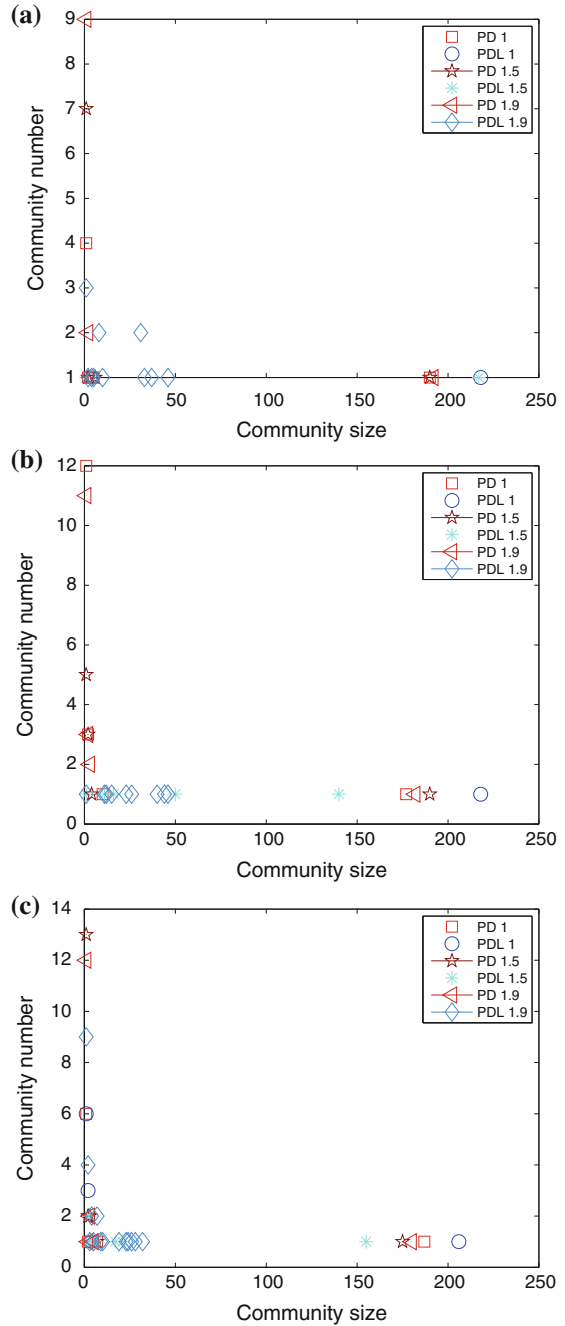 (a)
9
8
7
6
5
4
3
2
1
0
50
100
150
200
250
Community number
Community size
PD 1
PDL 1
PD 1.5
PDL 1.5
PD 1.9
PDL 1.9
(b)
12
10
8
6
4
2
0
0
50
100
150
200
250
Community number
Community size
PD 1
PDL 1
PD 1.5
PDL 1.5
PD 1.9
PDL 1.9
(c)
14
12
10
8
6
4
2
0
0
50
100
150
200
250
Community number
Community size
PD 1
PDL 1
PD 1.5
PDL 1.5
PD 1.9
PDL 1.9